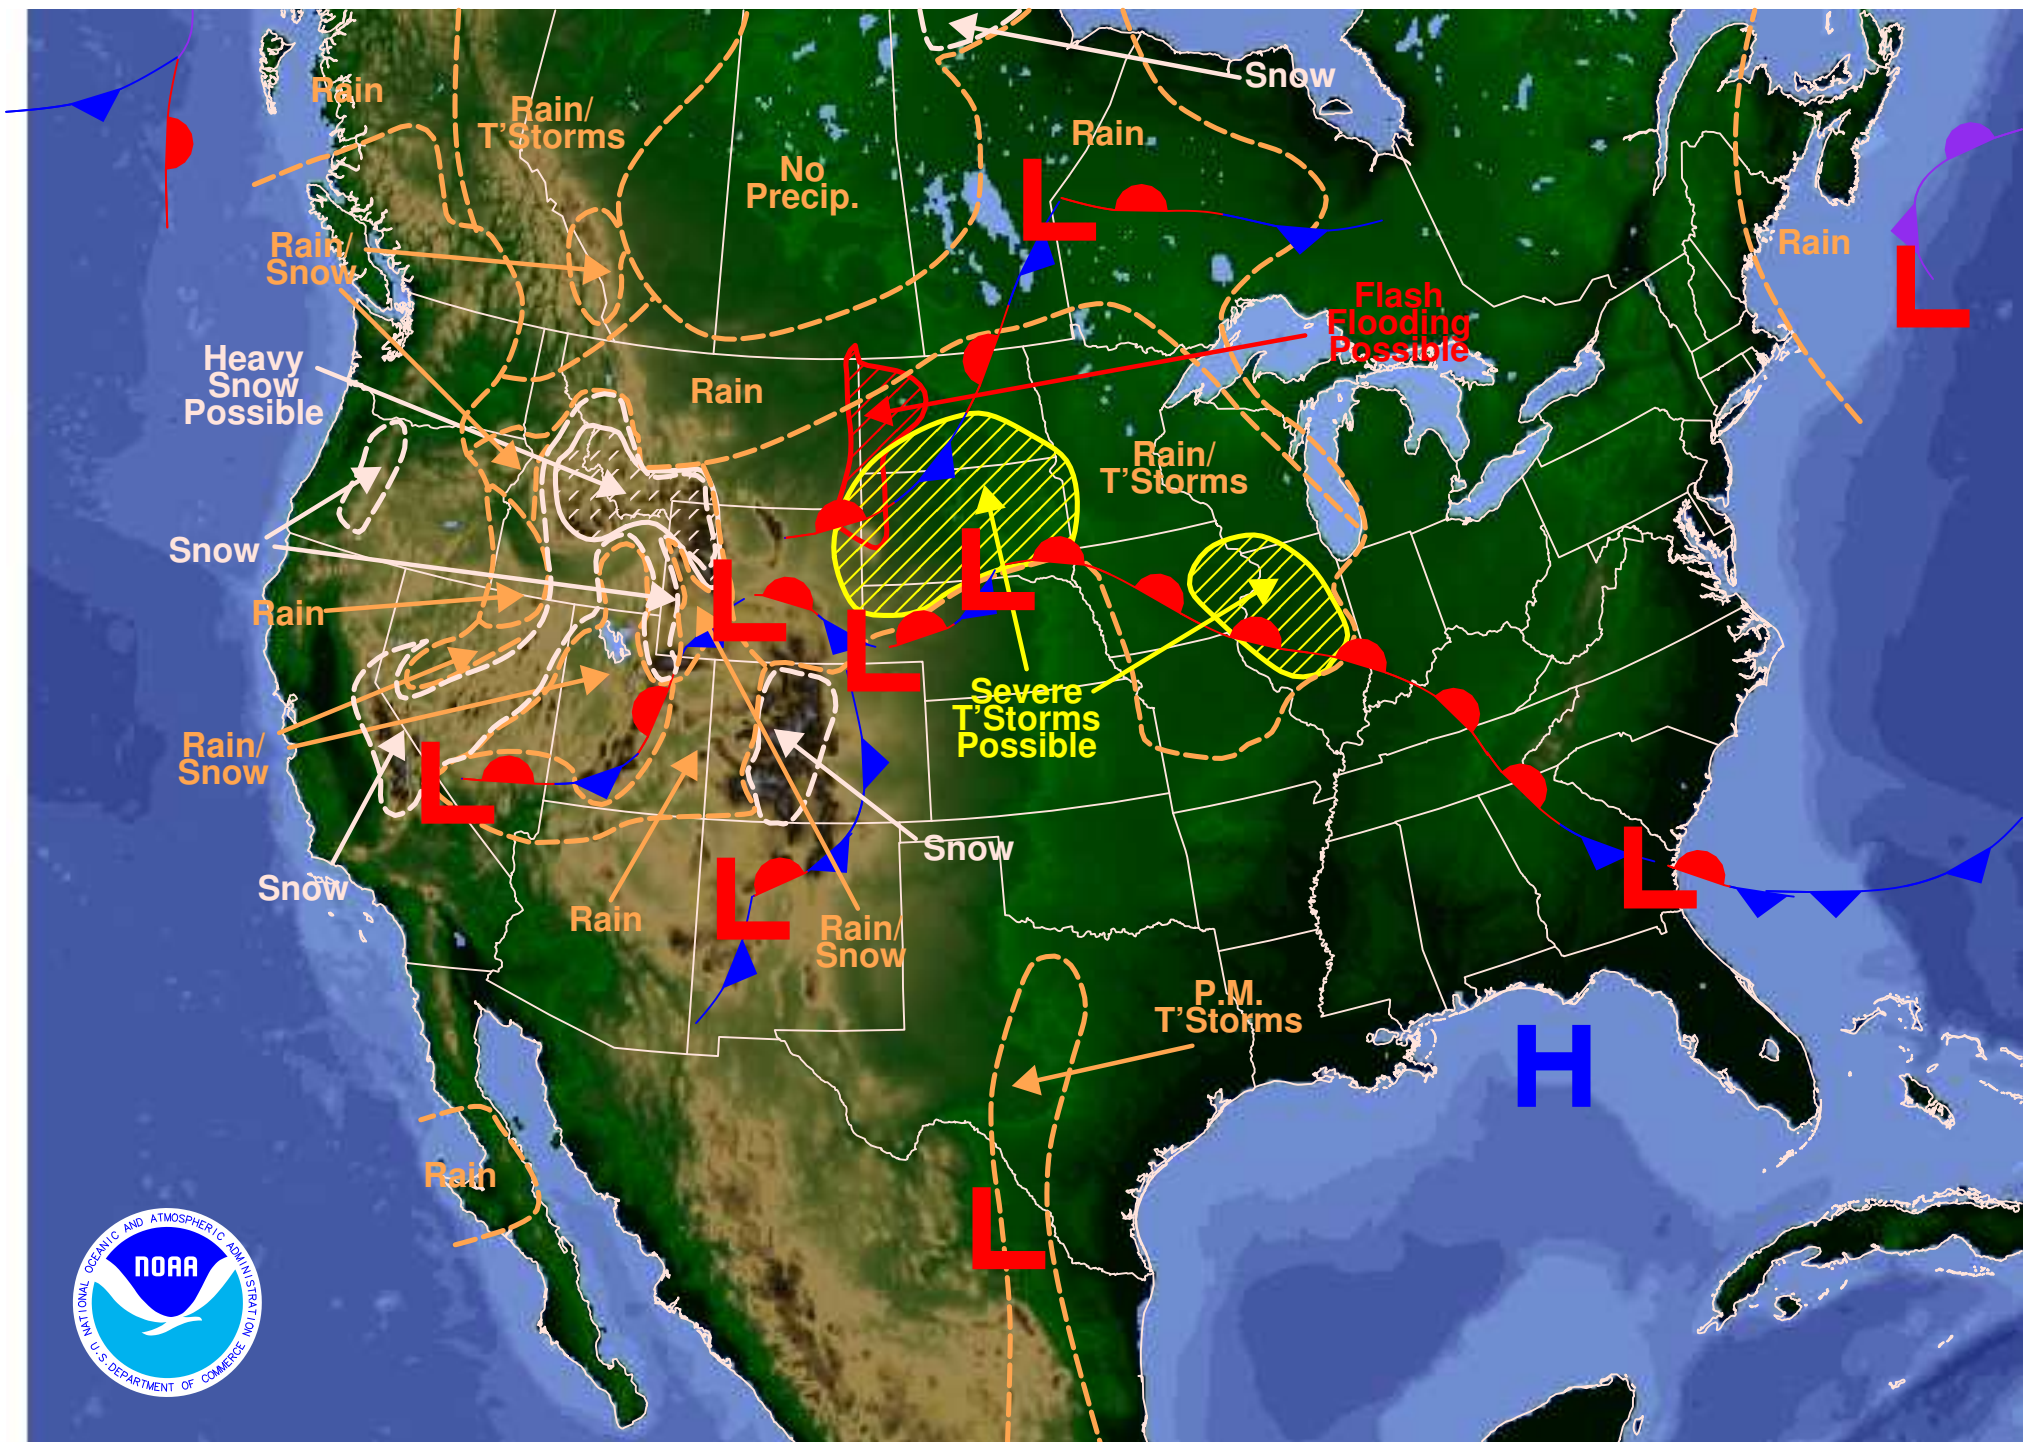 Snow
Rain
Rain/
T'Storms
Rain
No
Precip.
L
Rain
Rain/
Snow
L
Flash
Flooding
Possible
Heavy
Snow
Possible
Rain
Rain/
T'Storms
Snow
L
L
Rain
L
Severe
T'Storms
Possible
Rain/
Snow
L
Snow
L
Snow
L
Rain
Rain/
Snow
P.M.
T'Storms
H
Rain
L
NATIONAL OCEANIC AND ATMOSPHERIC ADMINISTRATION
NOAA
U.S. DEPARTMENT OF COMMERCE